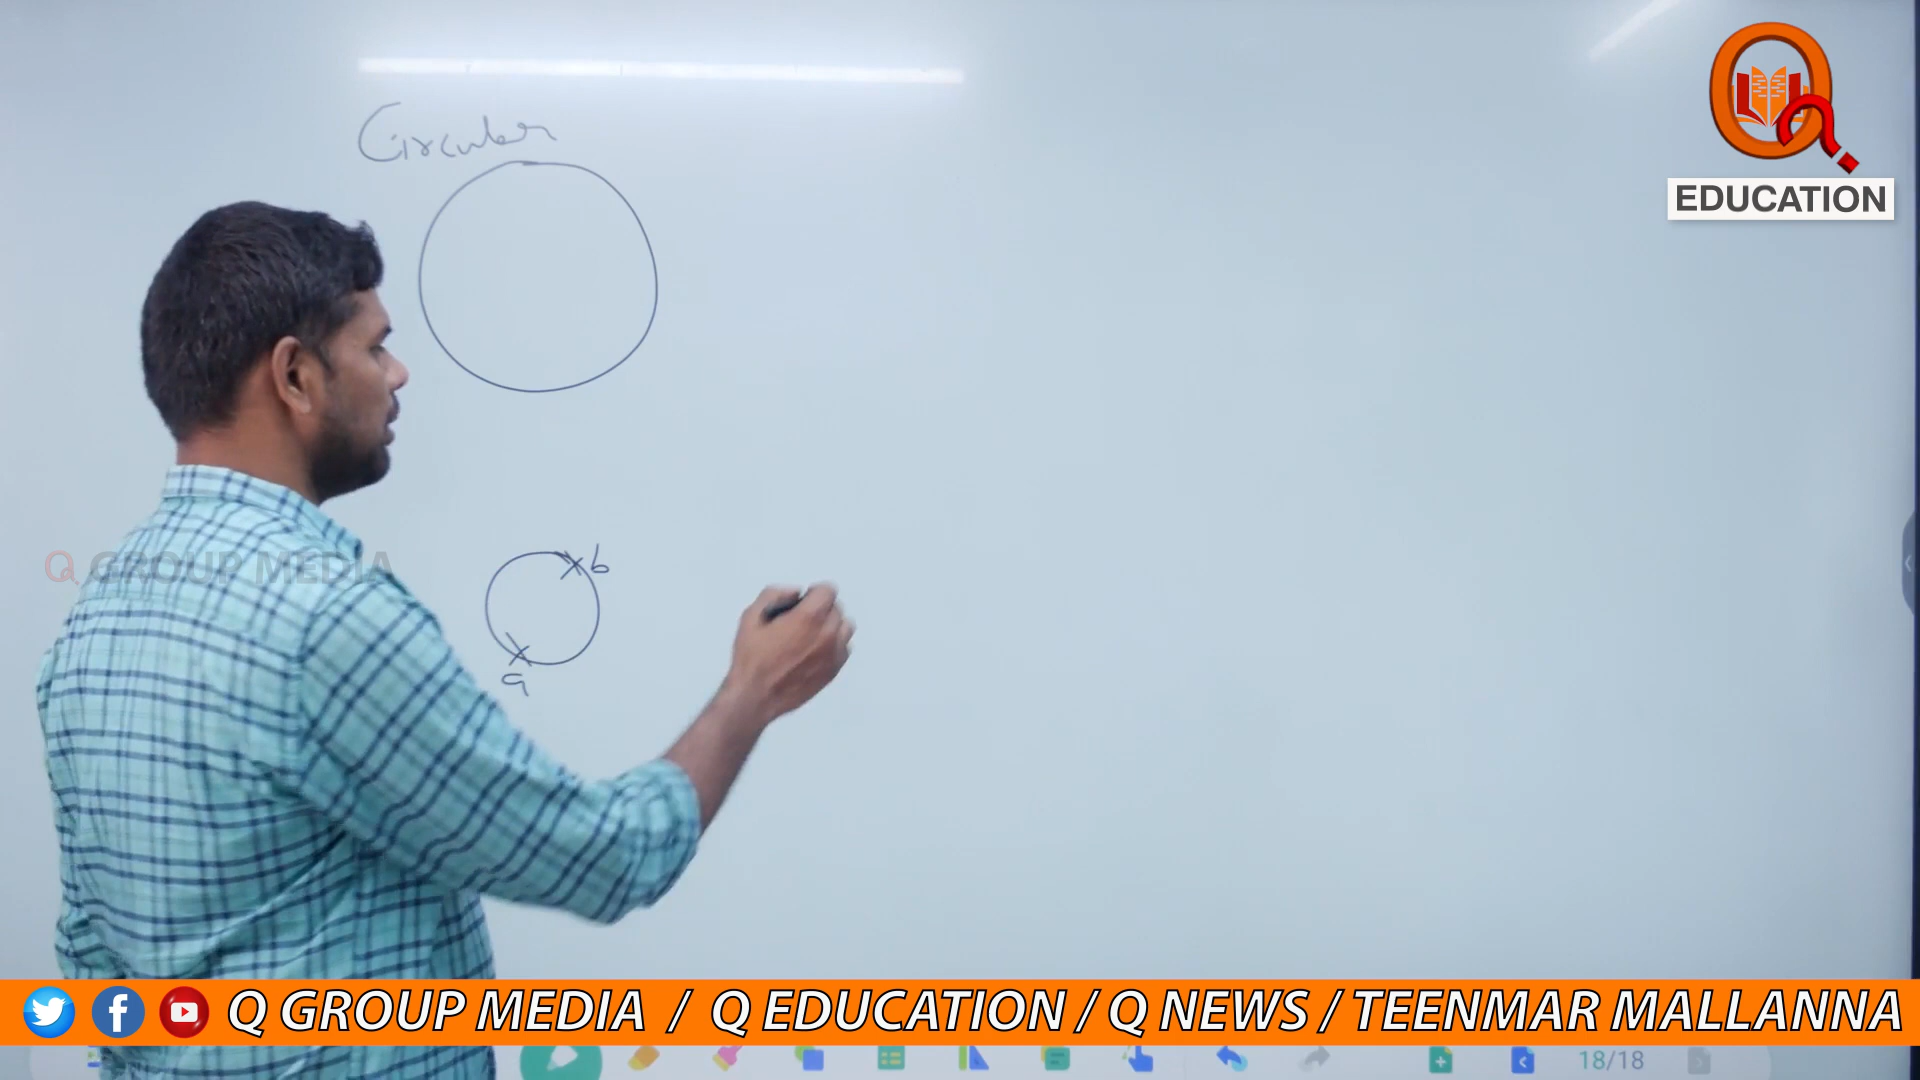 Circular
EDUCATION
Q GROUP MEDIA
b
a
Q GROUP MEDIA / Q EDUCATION / Q NEWS / TEENMAR MALLANNA
18/18